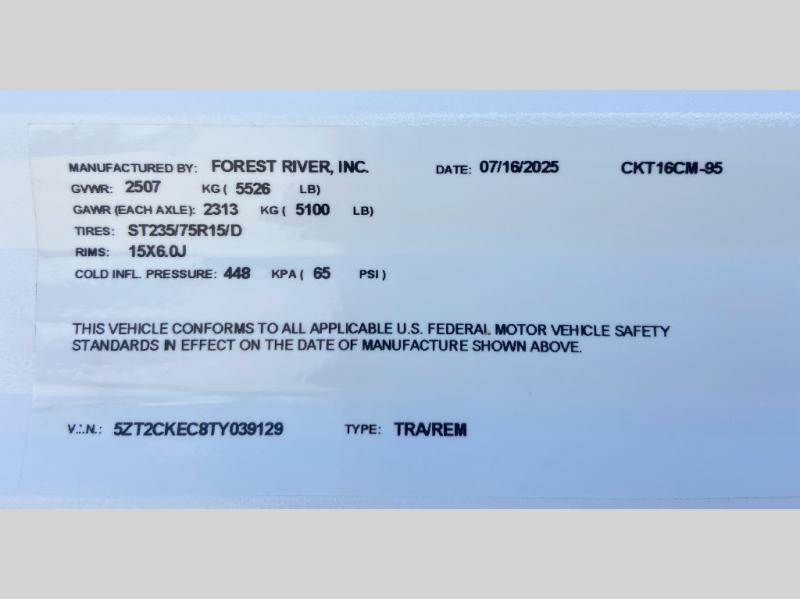 MANUFACTURED BY: FOREST RIVER, INC. DATE: 07/16/2025 CKT16CM-95
GVWR: 2507 KG ( 5526 LB)
GAWR (EACH AXLE): 2313 KG ( 5100 LB)
TIRES: ST235/75R15/D
RIMS: 15X6.0J
COLD INFL. PRESSURE: 448 KPA ( 65 PSI )
THIS VEHICLE CONFORMS TO ALL APPLICABLE U.S. FEDERAL MOTOR VEHICLE SAFETY
STANDARDS IN EFFECT ON THE DATE OF MANUFACTURE SHOWN ABOVE.
V.I.N.: 5ZT2CKEC8TY039129 TYPE: TRA/REM